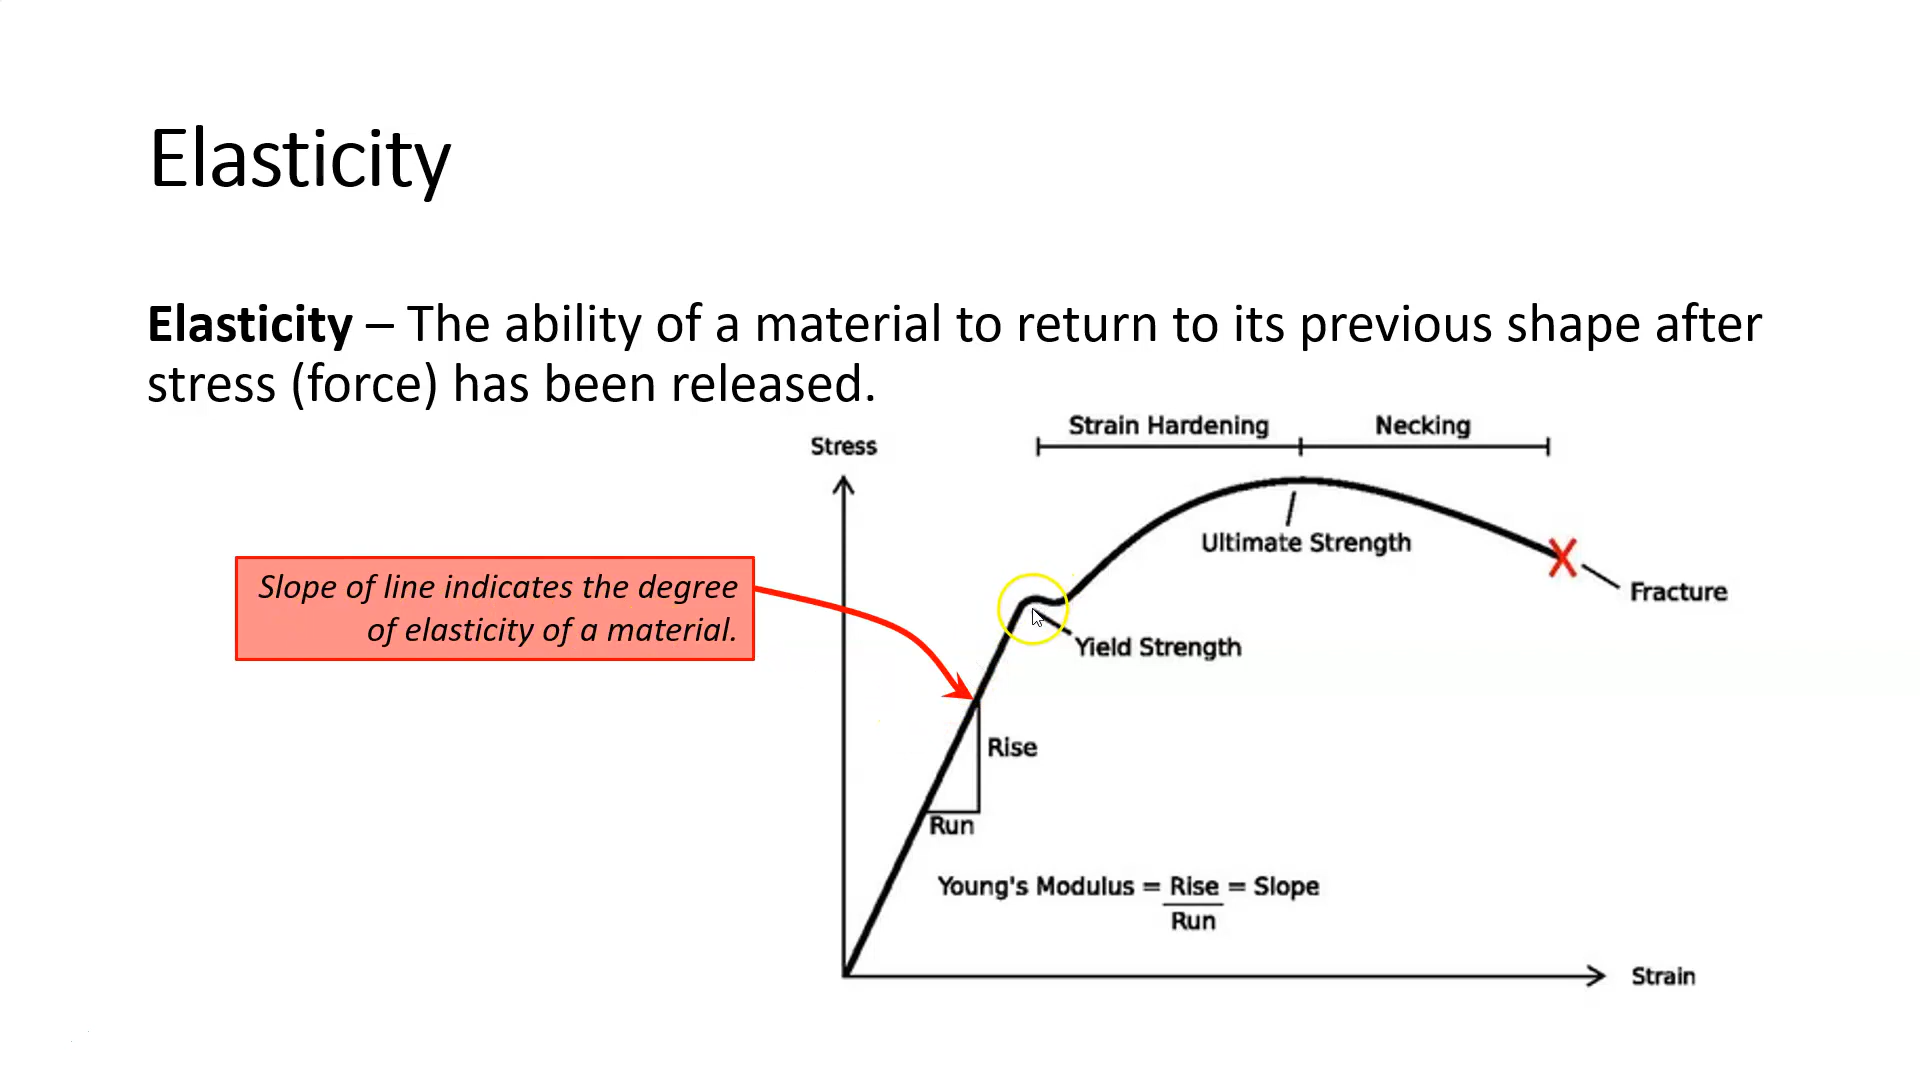 Elasticity
Elasticity – The ability of a material to return to its previous shape after
stress (force) has been released.
Strain Hardening
Necking
Stress
Ultimate Strength
Slope of line indicates the degree
of elasticity of a material.
Fracture
Yield Strength
Rise
Run
Young's Modulus = Rise = Slope
Run
Strain